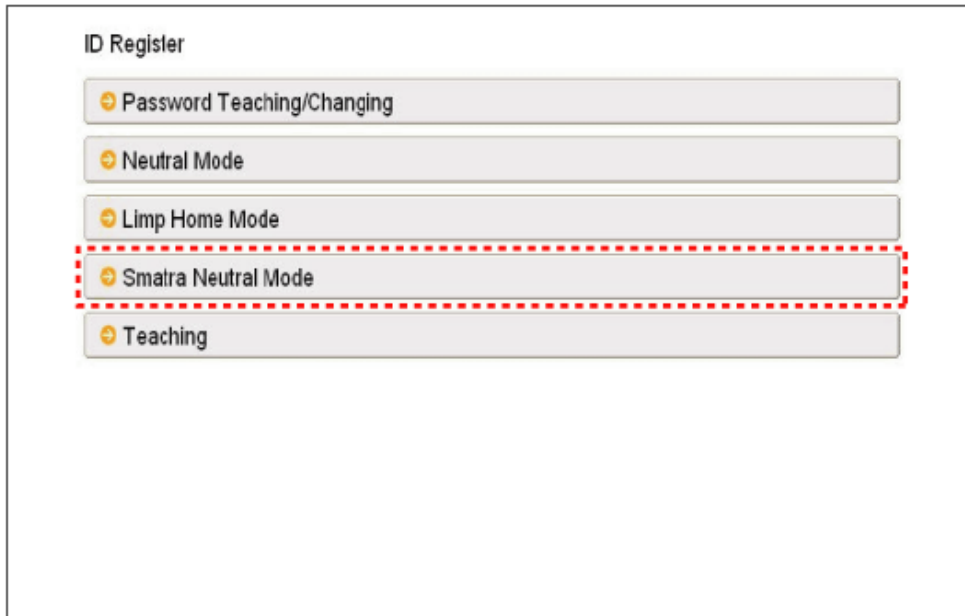 ID Register
Password Teaching/Changing
Neutral Mode
Limp Home Mode
Smatra Neutral Mode
Teaching